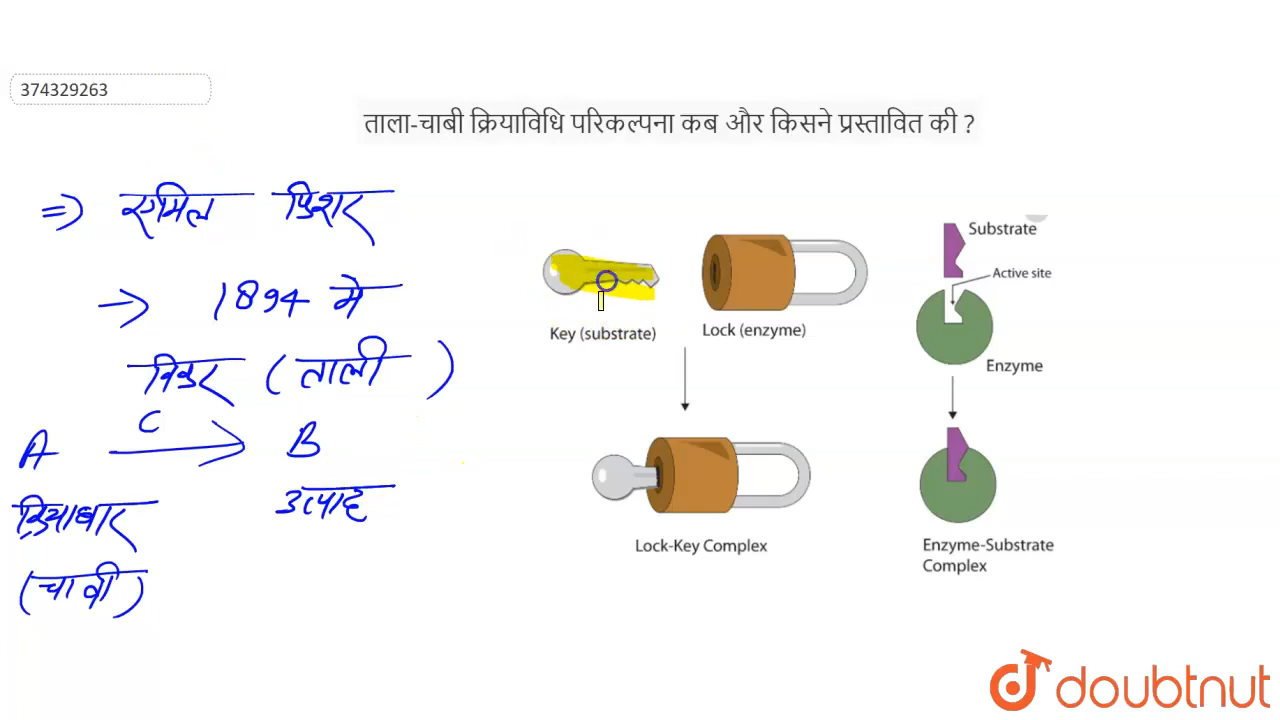 374329263
ताला-चाबी क्रियाविधि परिकल्पना कब और किसने प्रस्तावित की ?
=> एमिल फिशर
→ 1894 मे
(ताली)
A C → B
क्रियाधार उत्पाद
(चाबी)
Key (substrate)
Lock (enzyme)
Lock-Key Complex
Substrate
Active site
Enzyme
Enzyme-Substrate
Complex
doubtnut